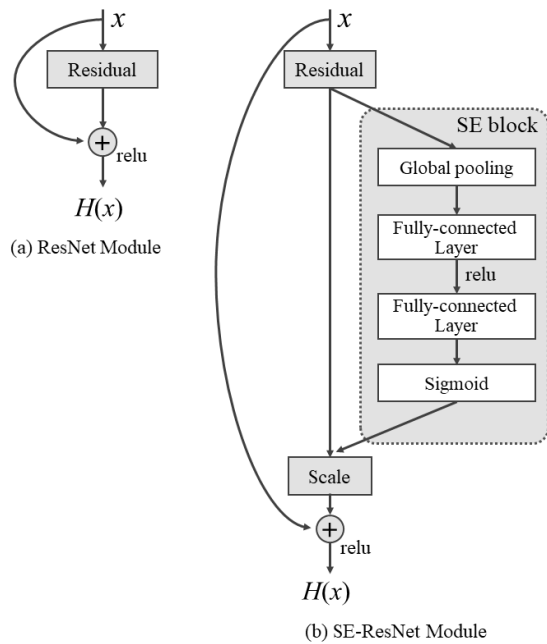 x
Residual
+
relu
H(x)
(a) ResNet Module
x
Residual
SE block
Global pooling
Fully-connected
Layer
relu
Fully-connected
Layer
Sigmoid
Scale
+
relu
H(x)
(b) SE-ResNet Module